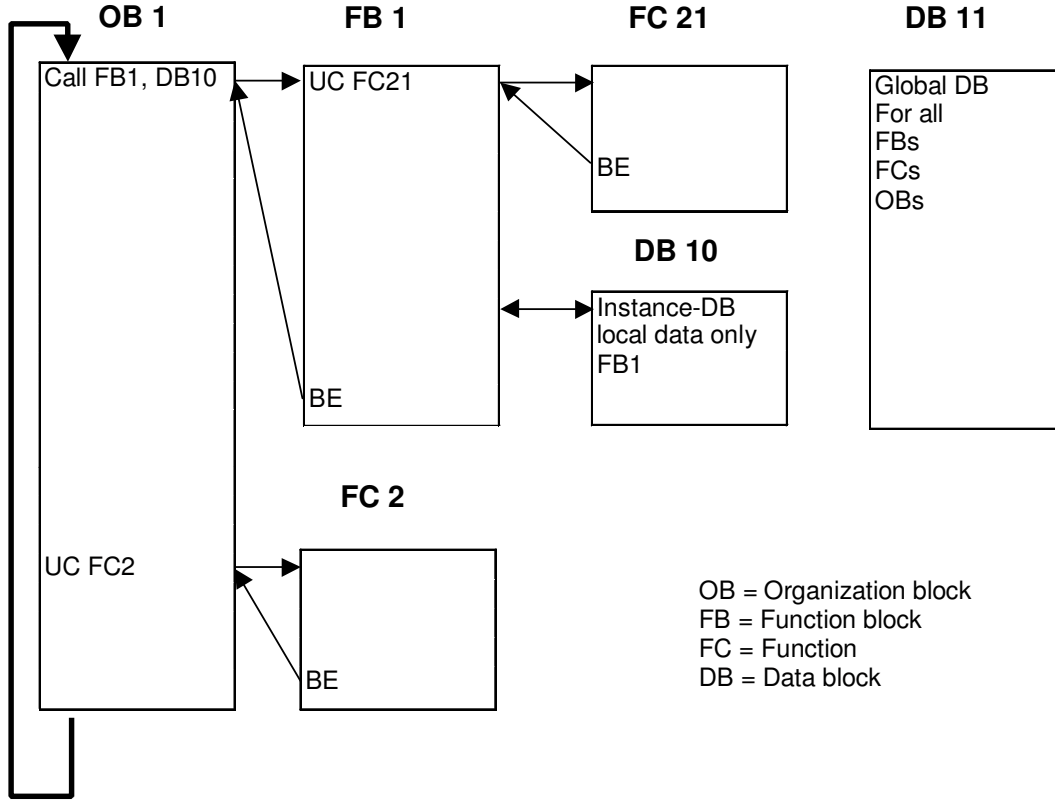 OB 1
FB 1
FC 21
DB 11
Call FB1, DB10
UC FC21
BE
Global DB
For all
FBs
FCs
OBs
DB 10
Instance-DB
local data only
FB1
BE
FC 2
UC FC2
BE
OB = Organization block
FB = Function block
FC = Function
DB = Data block